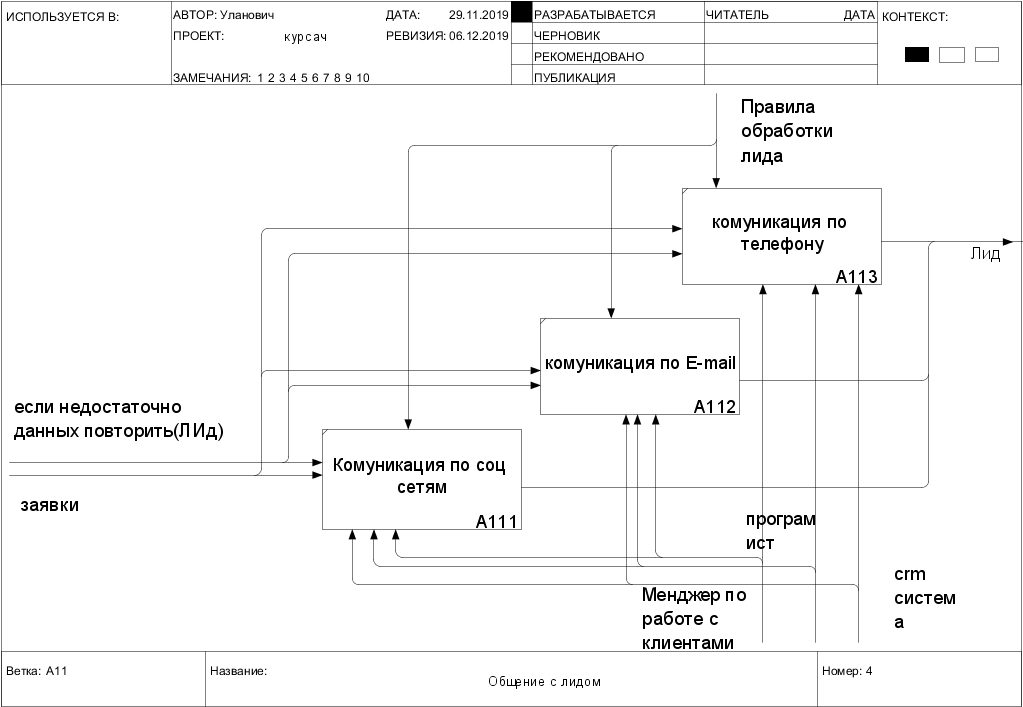 ИСПОЛЬЗУЕТСЯ В:
АВТОР: Уланович
ДАТА: 29.11.2019
ПРОЕКТ: курсач
РЕВИЗИЯ: 06.12.2019
ЗАМЕЧАНИЯ: 1 2 3 4 5 6 7 8 9 10
РАЗРАБАТЫВАЕТСЯ
ЧЕРНОВИК
РЕКОМЕНДОВАНО
ПУБЛИКАЦИЯ
ЧИТАТЕЛЬ ДАТА
КОНТЕКСТ:
Правила
обработки
лида
комуникация по
телефону
A113
Лид
комуникация по E-mail
A112
если недостаточно
данных повторить(ЛИд)
Комуникация по соц
сетям
A111
заявки
програм
ист
crm
систем
а
Менджер по
работе с
клиентами
Ветка: A11
Название:
Общение с лидом
Номер: 4